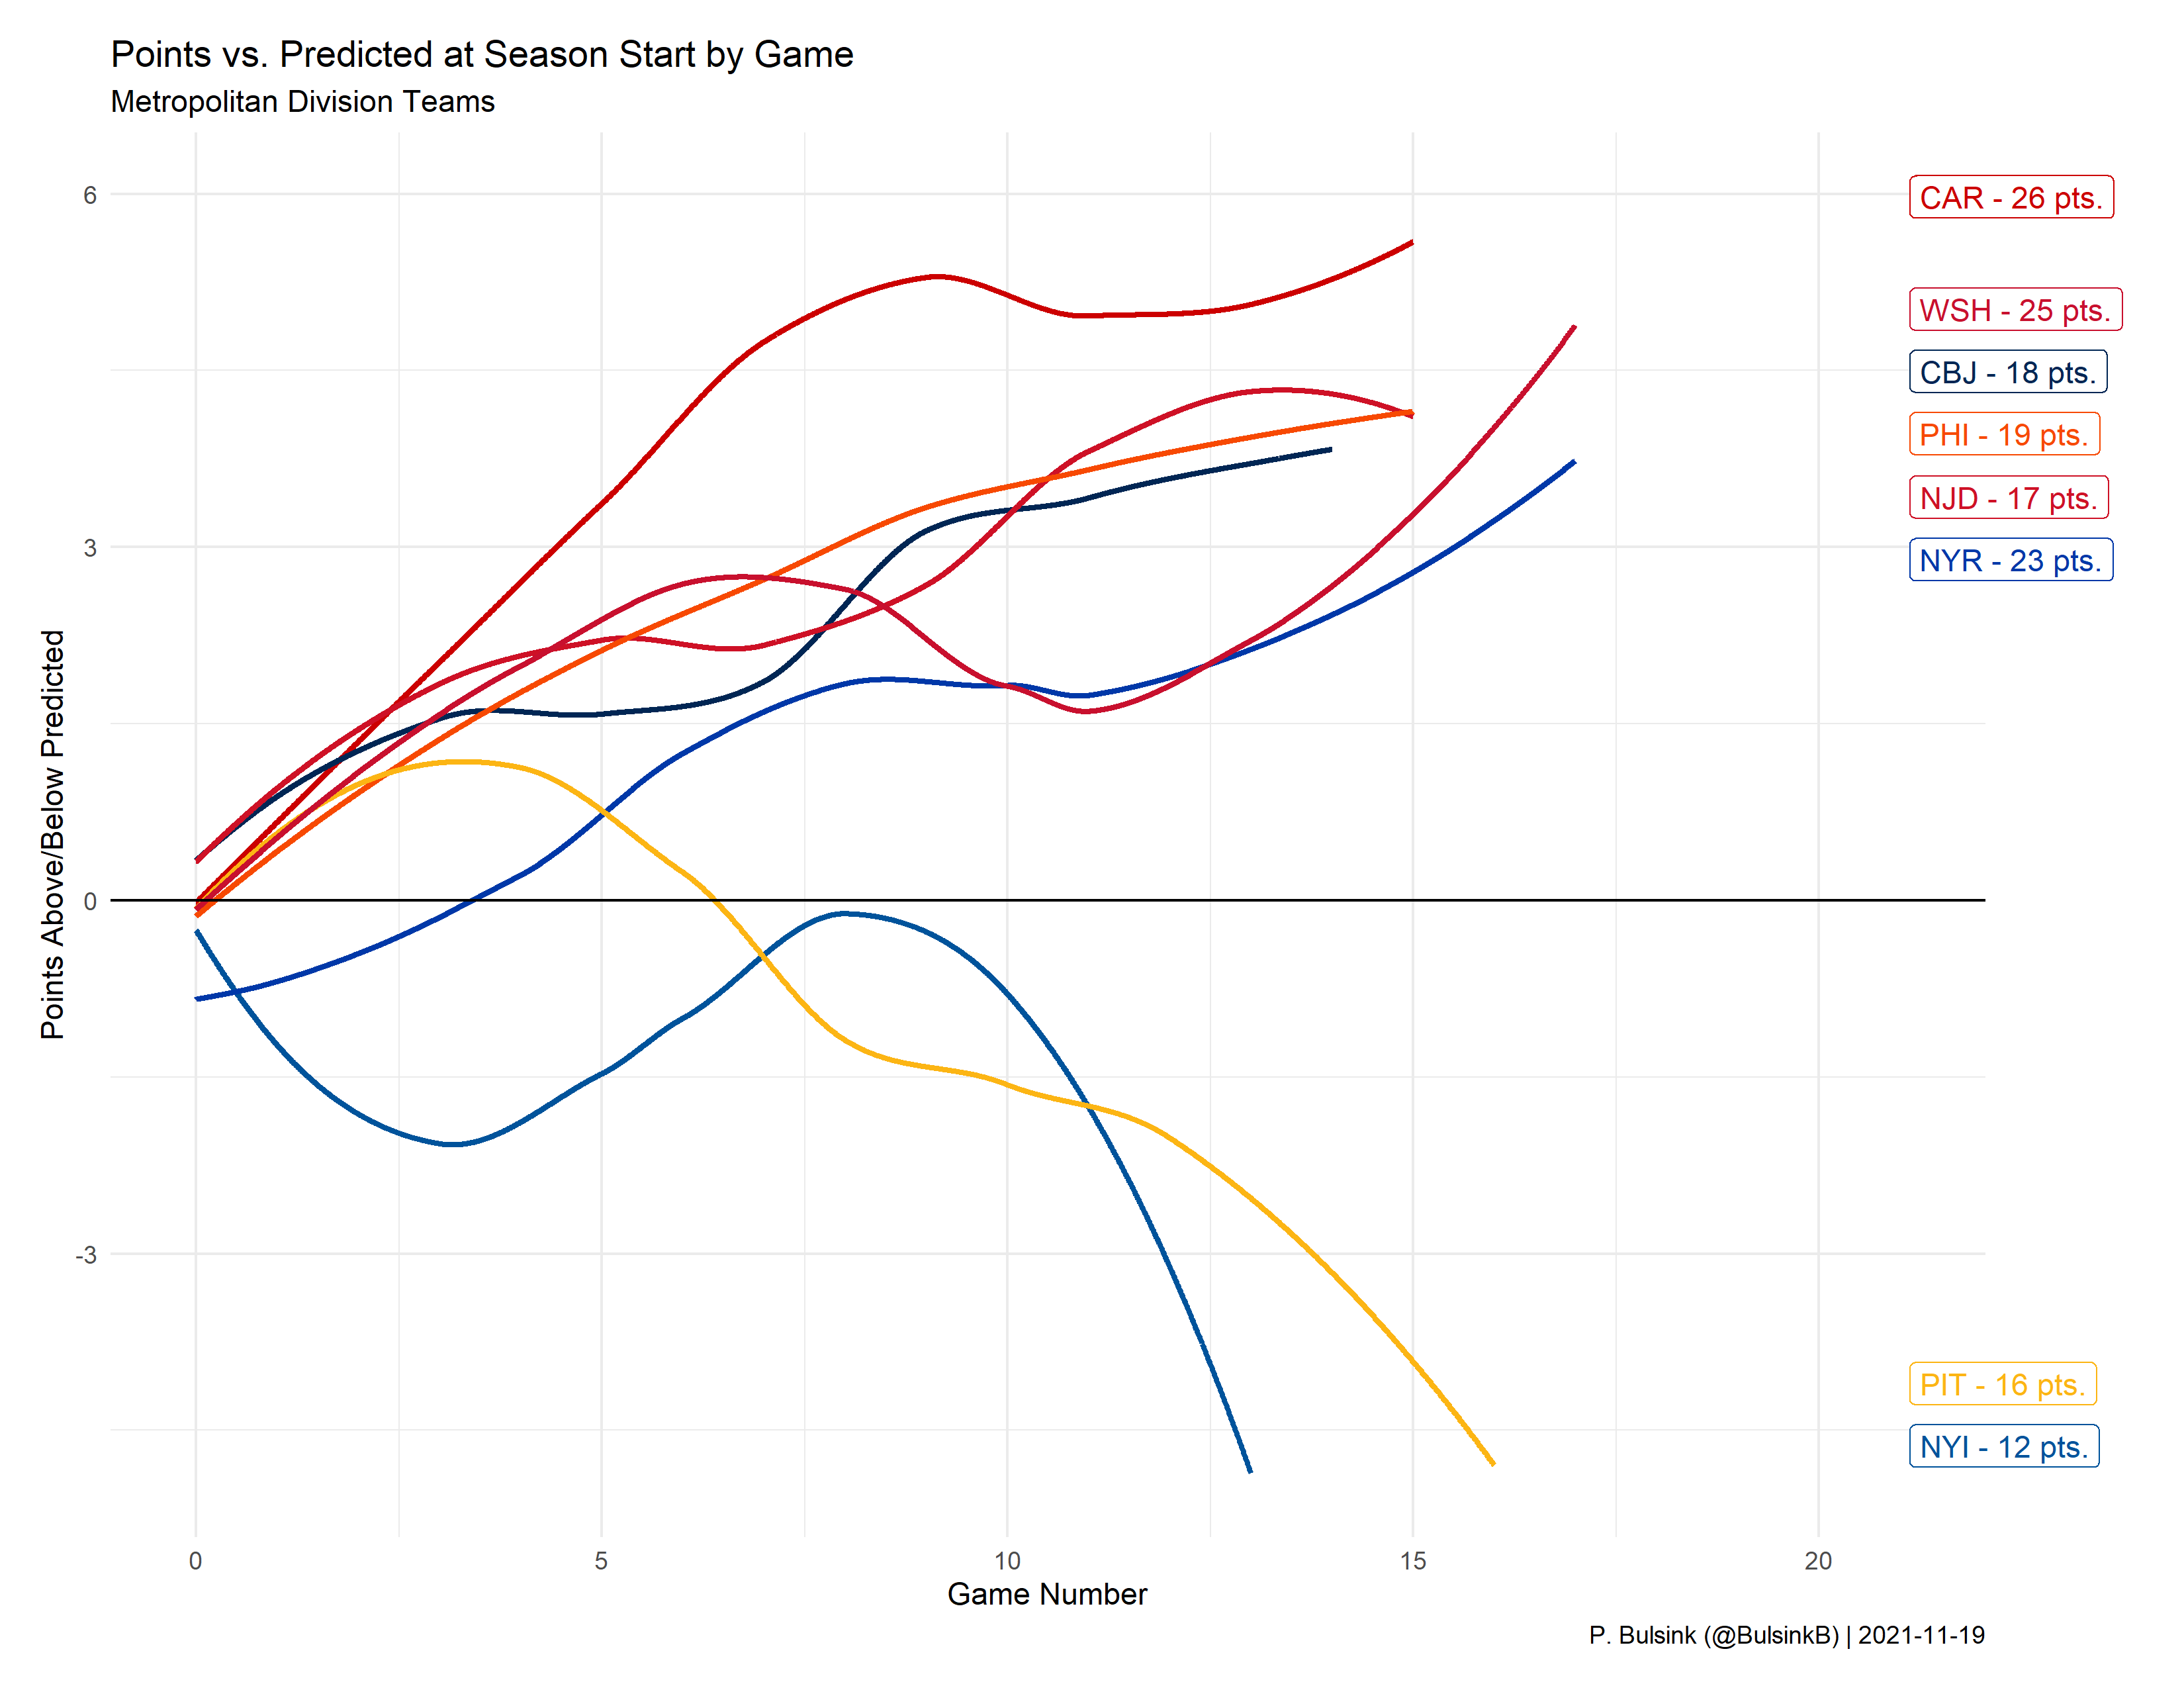 Points vs. Predicted at Season Start by Game
Metropolitan Division Teams
Points Above/Below Predicted
6
3
0
-3
CAR - 26 pts.
WSH - 25 pts.
CBJ - 18 pts.
PHI - 19 pts.
NJD - 17 pts.
NYR - 23 pts.
PIT - 16 pts.
NYI - 12 pts.
0 5 10 15 20
Game Number
P. Bulsink (@BulsinkB) | 2021-11-19